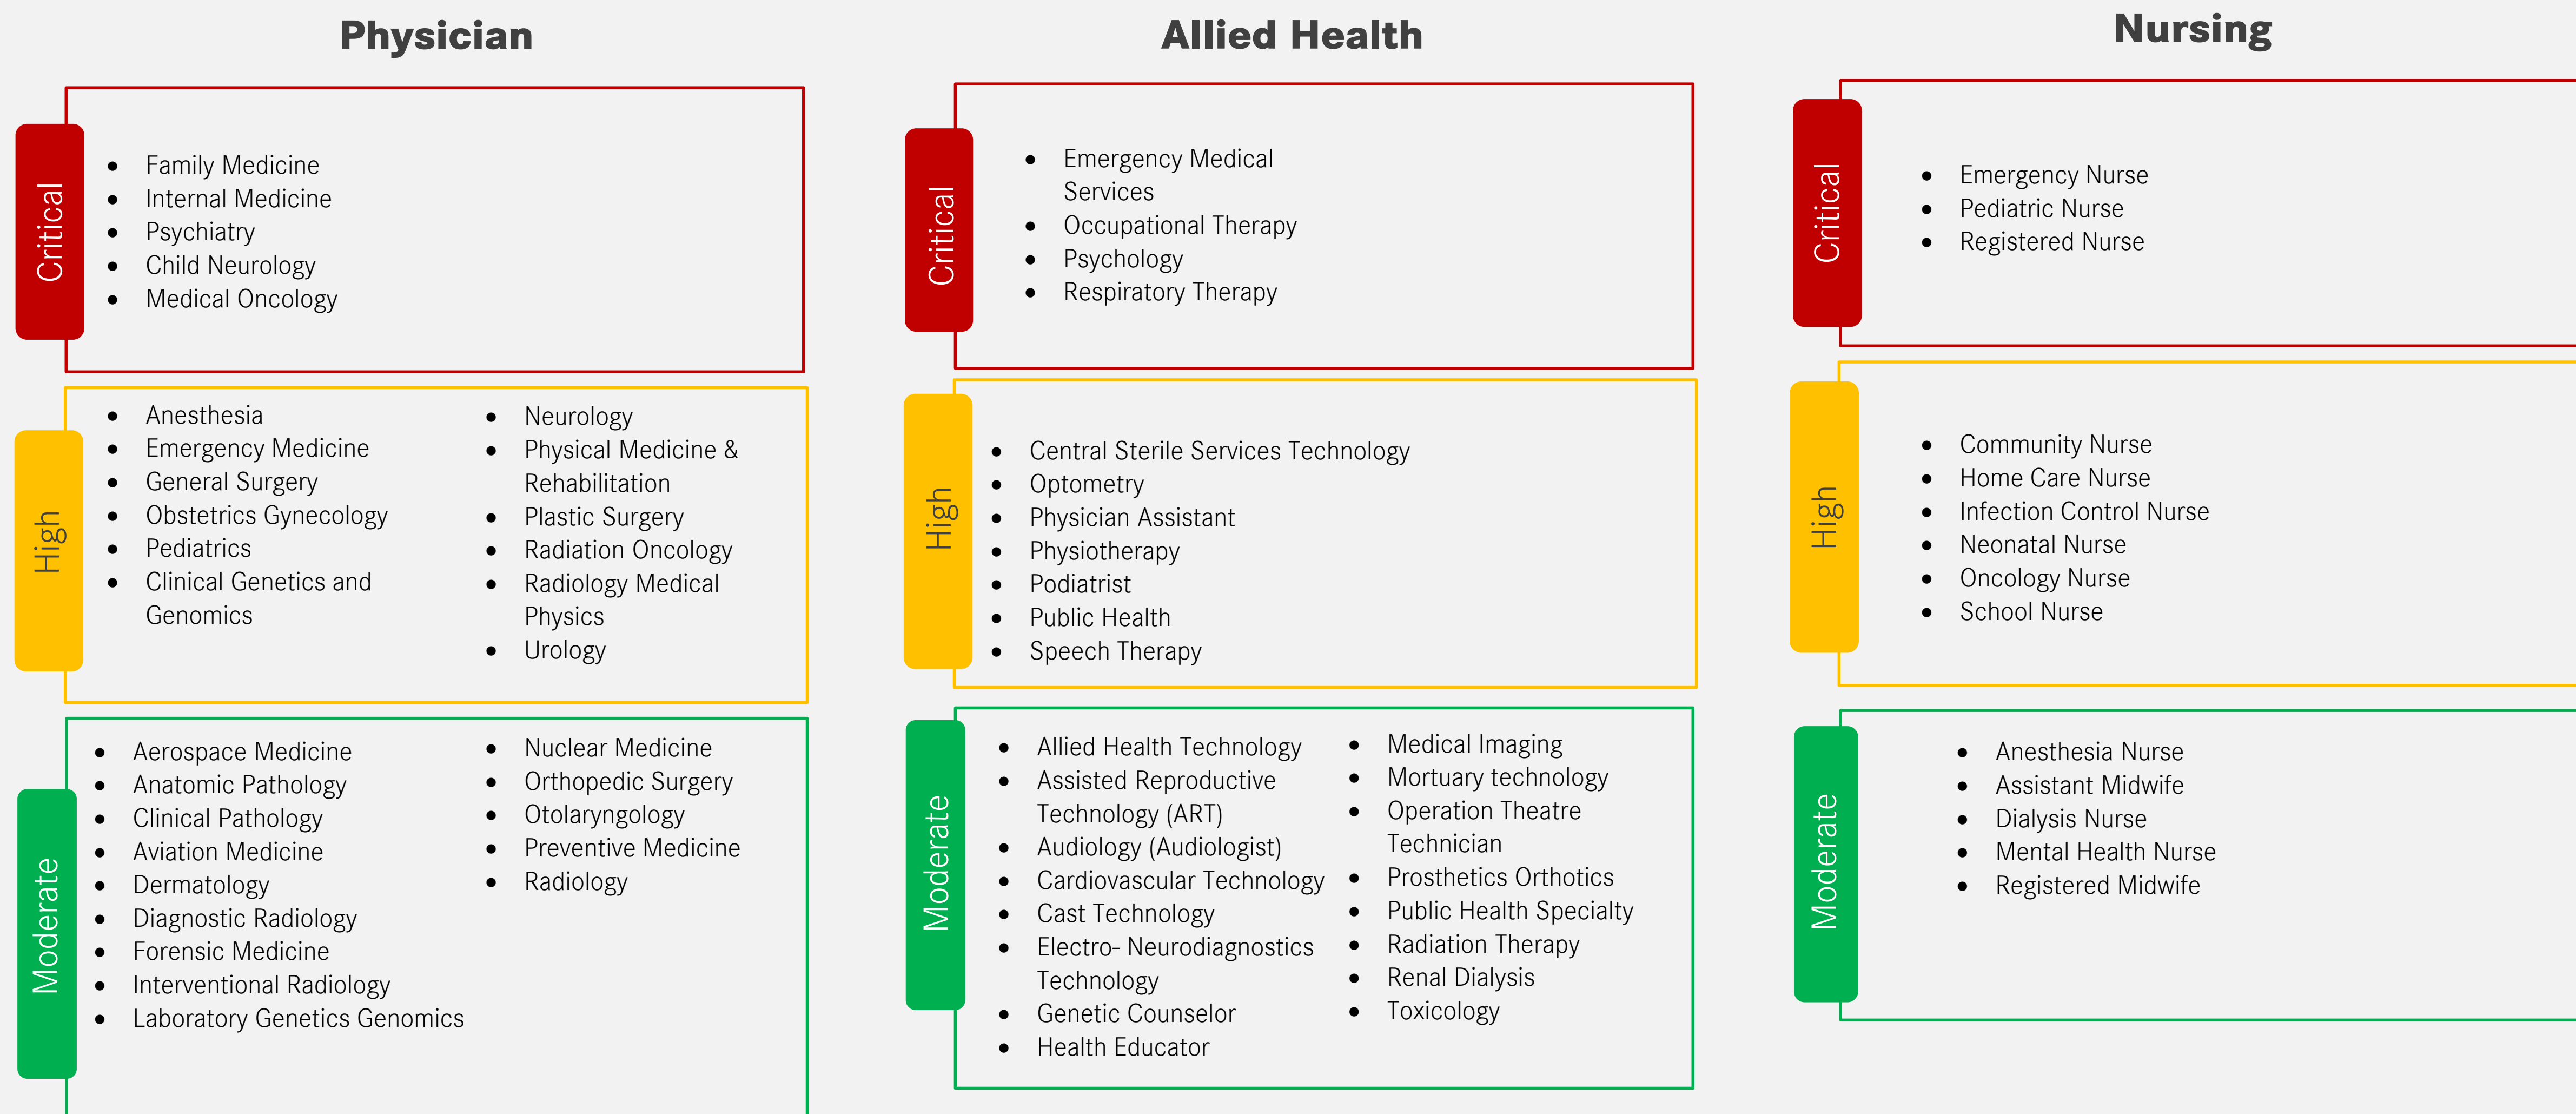 Physician
Critical
• Family Medicine
• Internal Medicine
• Psychiatry
• Child Neurology
• Medical Oncology
High
• Anesthesia
• Emergency Medicine
• General Surgery
• Obstetrics Gynecology
• Pediatrics
• Clinical Genetics and
Genomics
• Neurology
• Physical Medicine &
Rehabilitation
• Plastic Surgery
• Radiation Oncology
• Radiology Medical
Physics
• Urology
Moderate
• Aerospace Medicine
• Anatomic Pathology
• Clinical Pathology
• Aviation Medicine
• Dermatology
• Diagnostic Radiology
• Forensic Medicine
• Interventional Radiology
• Laboratory Genetics Genomics
• Nuclear Medicine
• Orthopedic Surgery
• Otolaryngology
• Preventive Medicine
• Radiology
Allied Health
Critical
• Emergency Medical
Services
• Occupational Therapy
• Psychology
• Respiratory Therapy
High
• Central Sterile Services Technology
• Optometry
• Physician Assistant
• Physiotherapy
• Podiatrist
• Public Health
• Speech Therapy
Moderate
• Allied Health Technology
• Assisted Reproductive
Technology (ART)
• Audiology (Audiologist)
• Cardiovascular Technology
• Cast Technology
• Electro- Neurodiagnostics
Technology
• Genetic Counselor
• Health Educator
• Medical Imaging
• Mortuary technology
• Operation Theatre
Technician
• Prosthetics Orthotics
• Public Health Specialty
• Radiation Therapy
• Renal Dialysis
• Toxicology
Nursing
Critical
• Emergency Nurse
• Pediatric Nurse
• Registered Nurse
High
• Community Nurse
• Home Care Nurse
• Infection Control Nurse
• Neonatal Nurse
• Oncology Nurse
• School Nurse
Moderate
• Anesthesia Nurse
• Assistant Midwife
• Dialysis Nurse
• Mental Health Nurse
• Registered Midwife